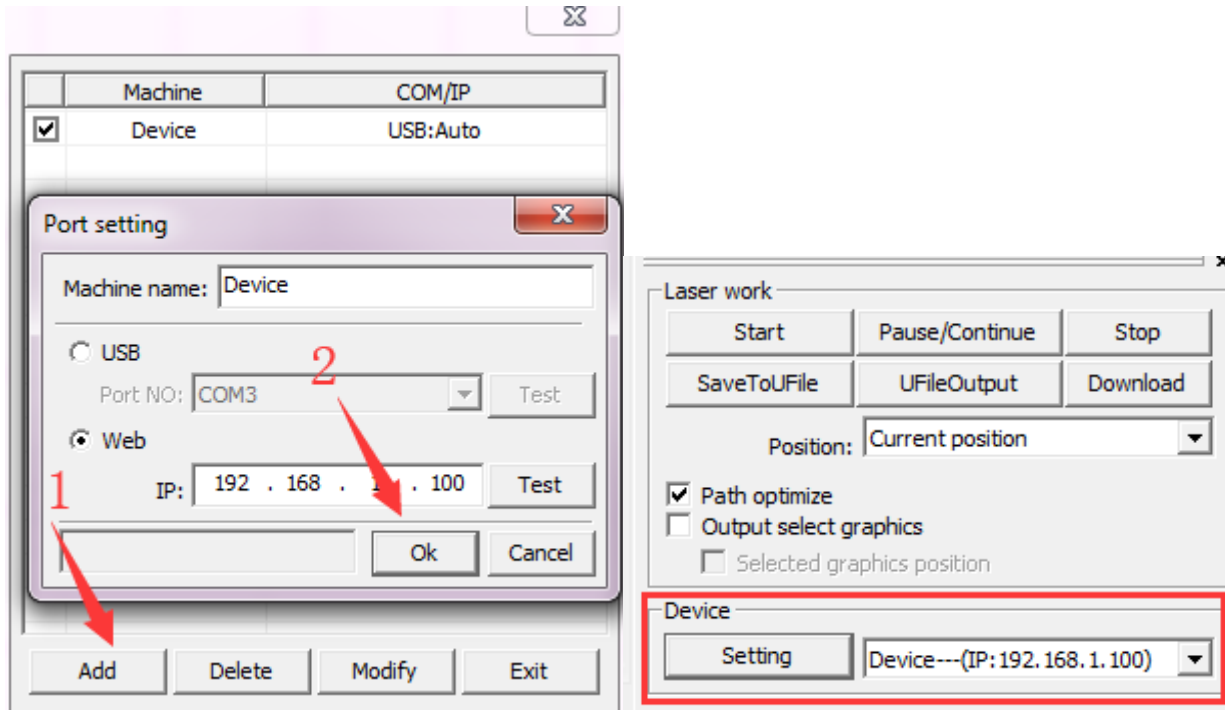 Machine COM/IP
Device USB:Auto
Port setting
Machine name: Device
USB
2
Port NO: COM3 Test
Web
1
IP: 192 . 168 . . 100 Test
Ok Cancel
Add Delete Modify Exit
Laser work
Start Pause/Continue Stop
SaveToUFile UFileOutput Download
Position: Current position
Path optimize
Output select graphics
Selected graphics position
Device
Setting Device---(IP:192.168.1.100)